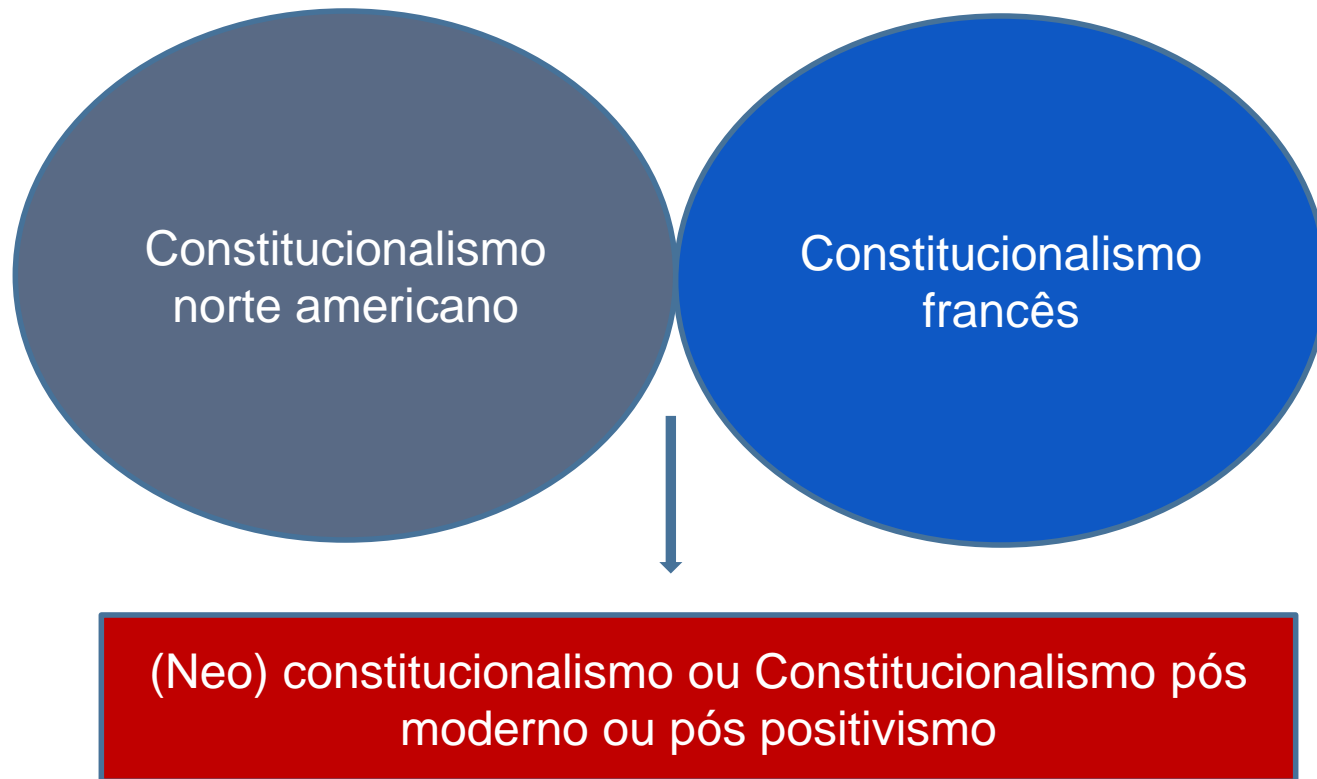 Constitucionalismo
norte americano
Constitucionalismo
francês
(Neo) constitucionalismo ou Constitucionalismo pós
moderno ou pós positivismo